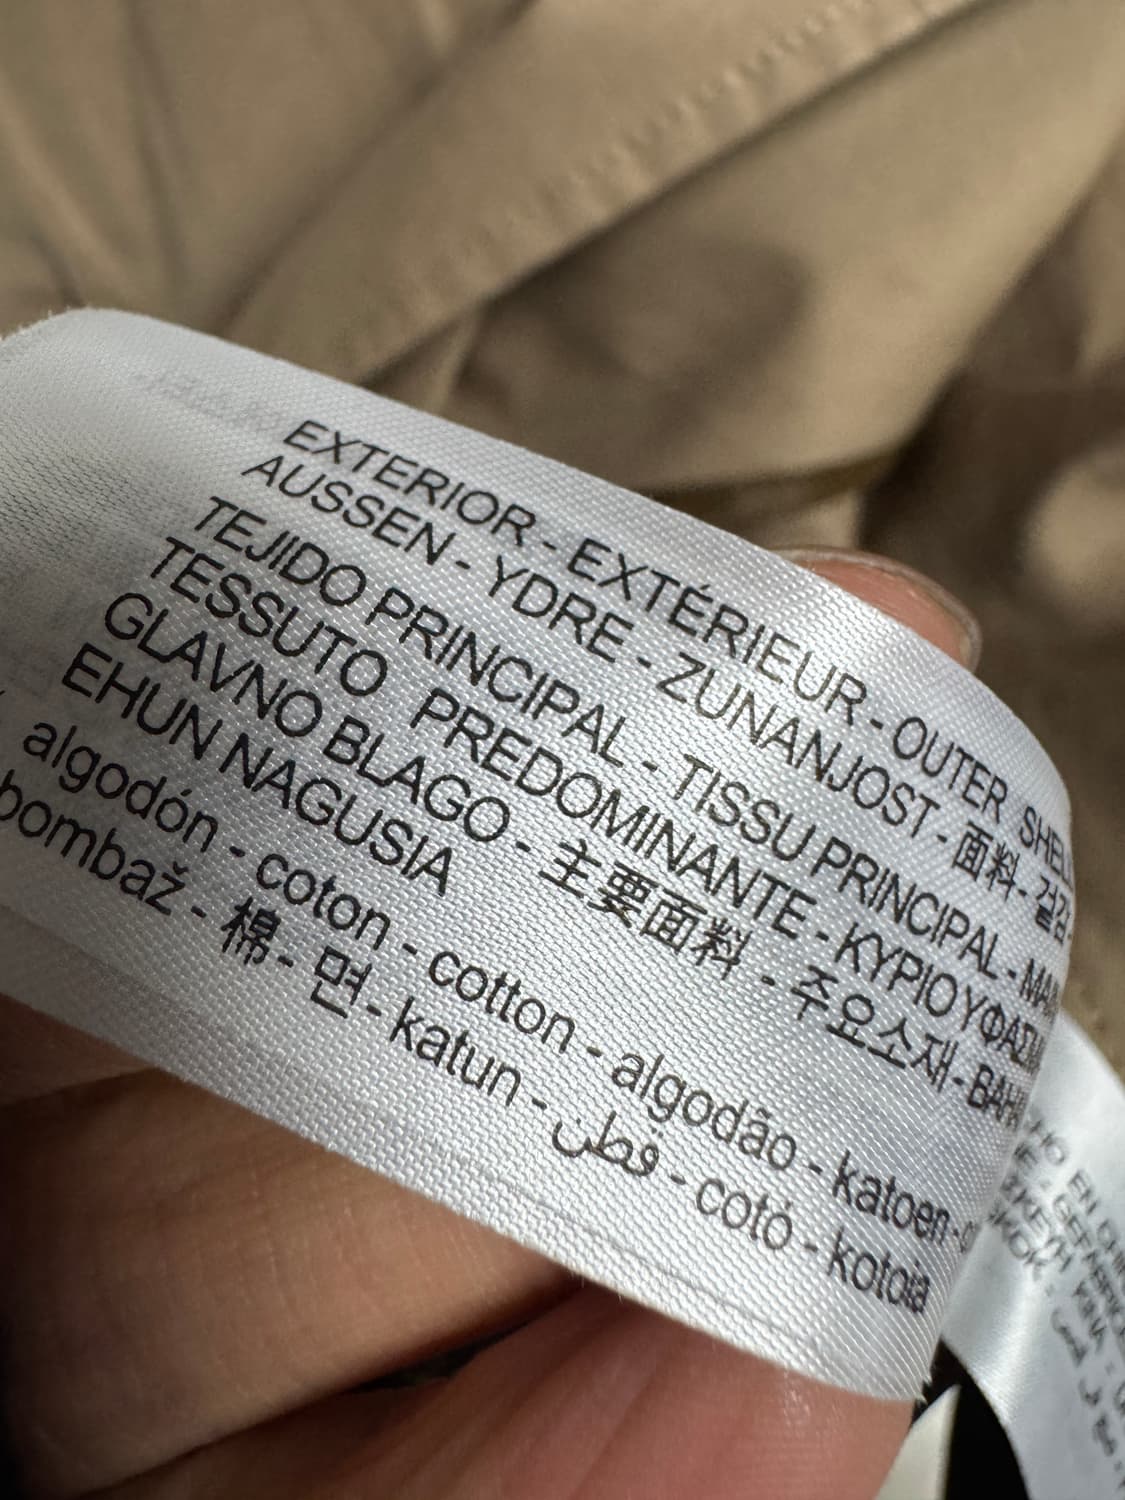 EXTERIOR - EXTÉRIEUR - OUTER SHELL
AUSSEN - YDRE - ZUNANJOST - 面料 - 겉감
TEJIDO PRINCIPAL - TISSU PRINCIPAL -
TESSUTO PREDOMINANTE - ΚΥΡΙΟ
GLAVNO BLAGO - 主要面料 - 주요소재 -
EHUN NAGUSIA
algodón - coton - cotton - algodão - katoen -
bombaž - 棉 - 면 - katun - قطن - cotó - kotoia
EN
KINA